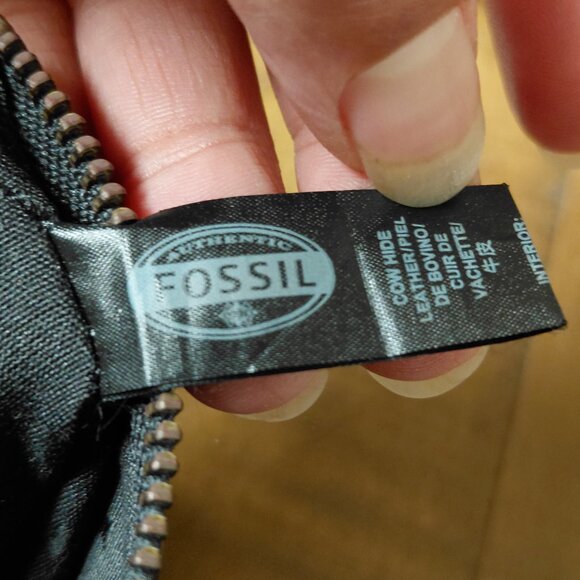 AUTHENTIC
FOSSIL
COW HIDE
LEATHER/PIEL
DE BOVINO/
CUIR DE
VACHETTE/
牛皮
INTERIOR: